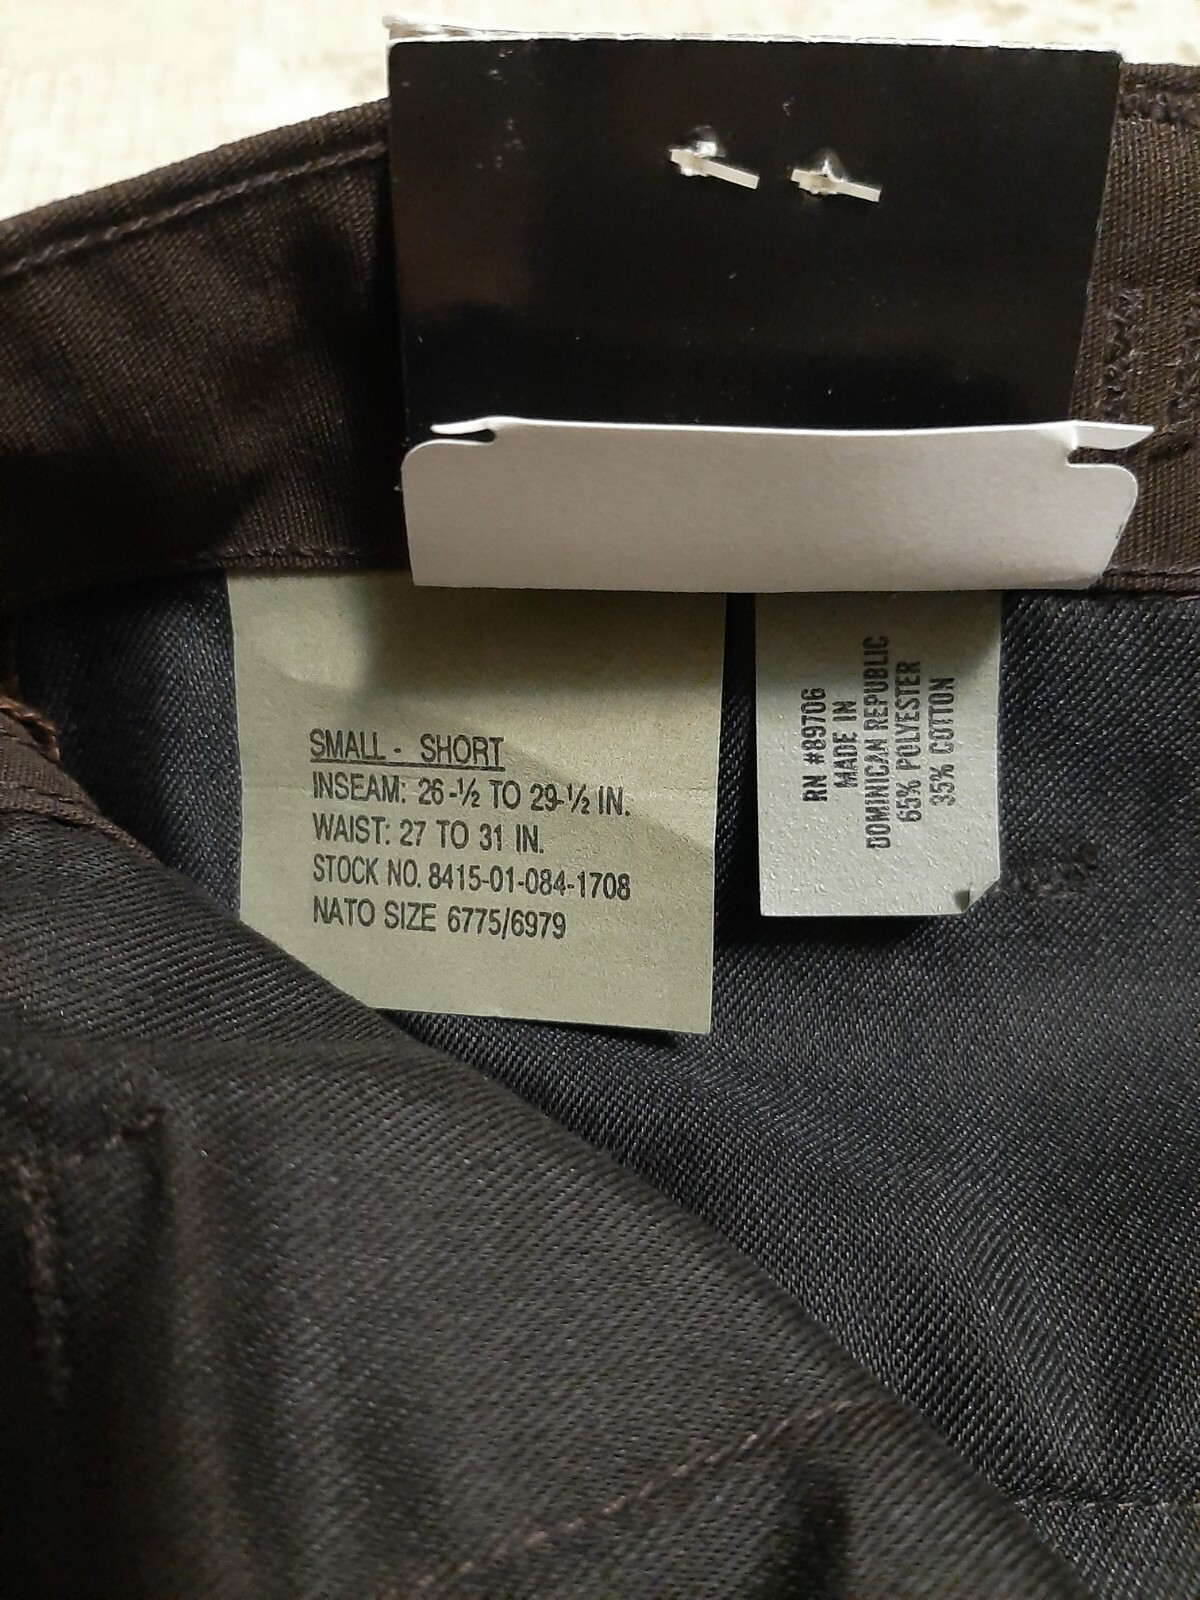 SMALL - SHORT
INSEAM: 26-½ TO 29-½ IN.
WAIST: 27 TO 31 IN.
STOCK NO. 8415-01-084-1708
NATO SIZE 6775/6979
RN #89706
MADE IN
DOMINICAN REPUBLIC
65% POLYESTER
35% COTTON